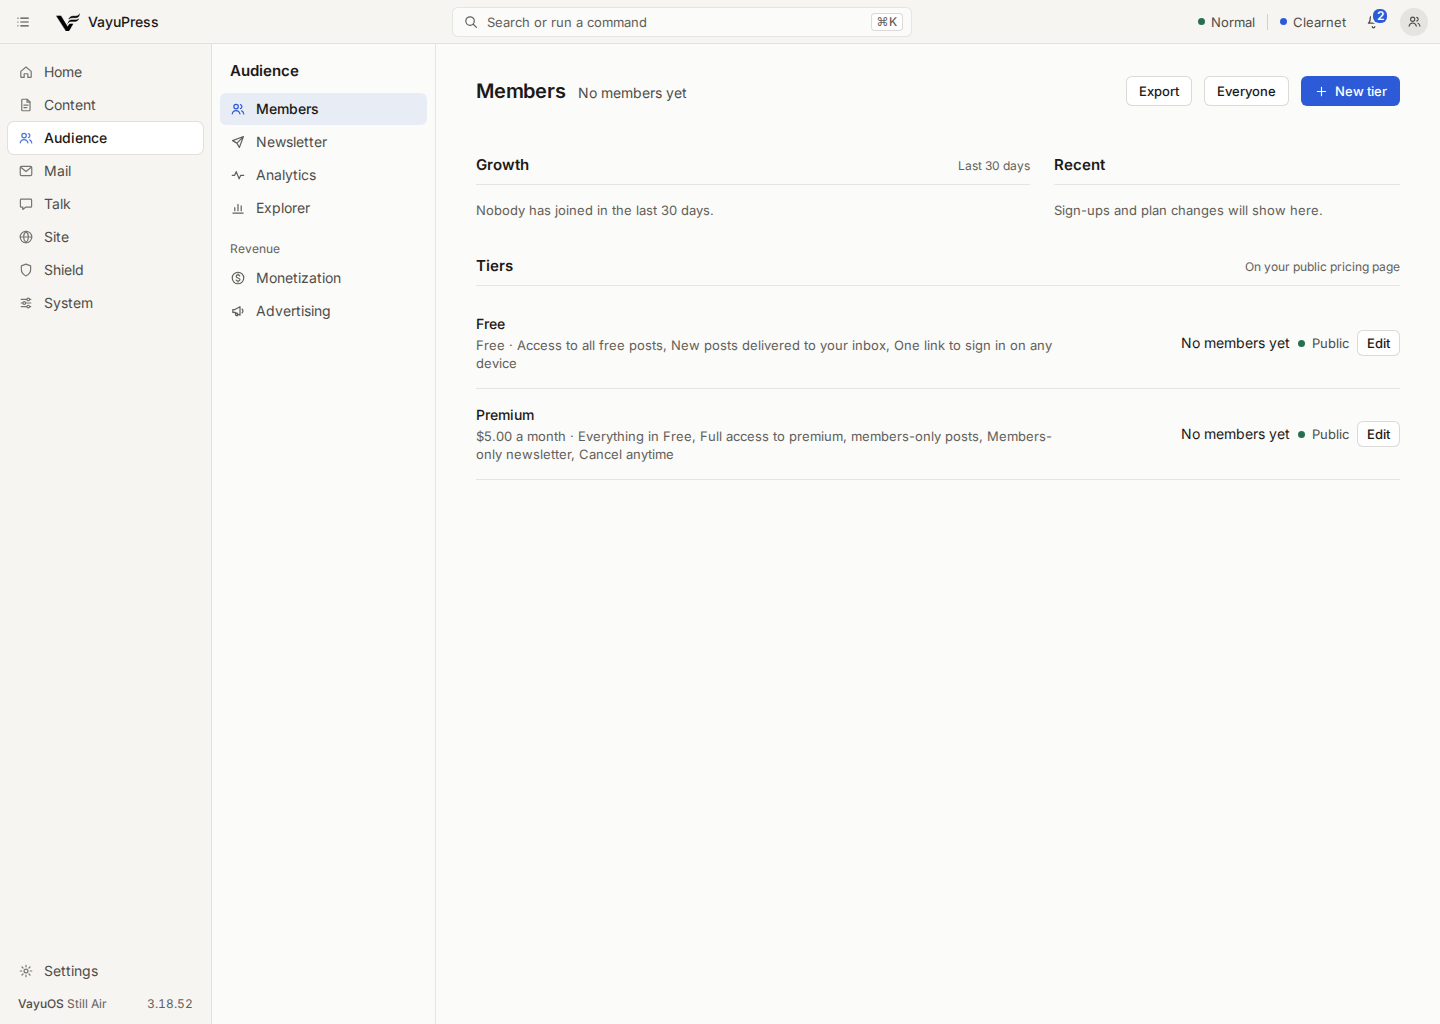 VayuPress
Search or run a command
⌘K
Normal
Clearnet
2
Home
Content
Audience
Mail
Talk
Site
Shield
System
Settings
VayuOS Still Air
3.18.52
Audience
Members
Newsletter
Analytics
Explorer
Revenue
Monetization
Advertising
Members
No members yet
Export
Everyone
New tier
Growth
Last 30 days
Nobody has joined in the last 30 days.
Recent
Sign-ups and plan changes will show here.
Tiers
On your public pricing page
Free
Free · Access to all free posts, New posts delivered to your inbox, One link to sign in on any
device
No members yet
Public
Edit
Premium
$5.00 a month · Everything in Free, Full access to premium, members-only posts, Members-
only newsletter, Cancel anytime
No members yet
Public
Edit